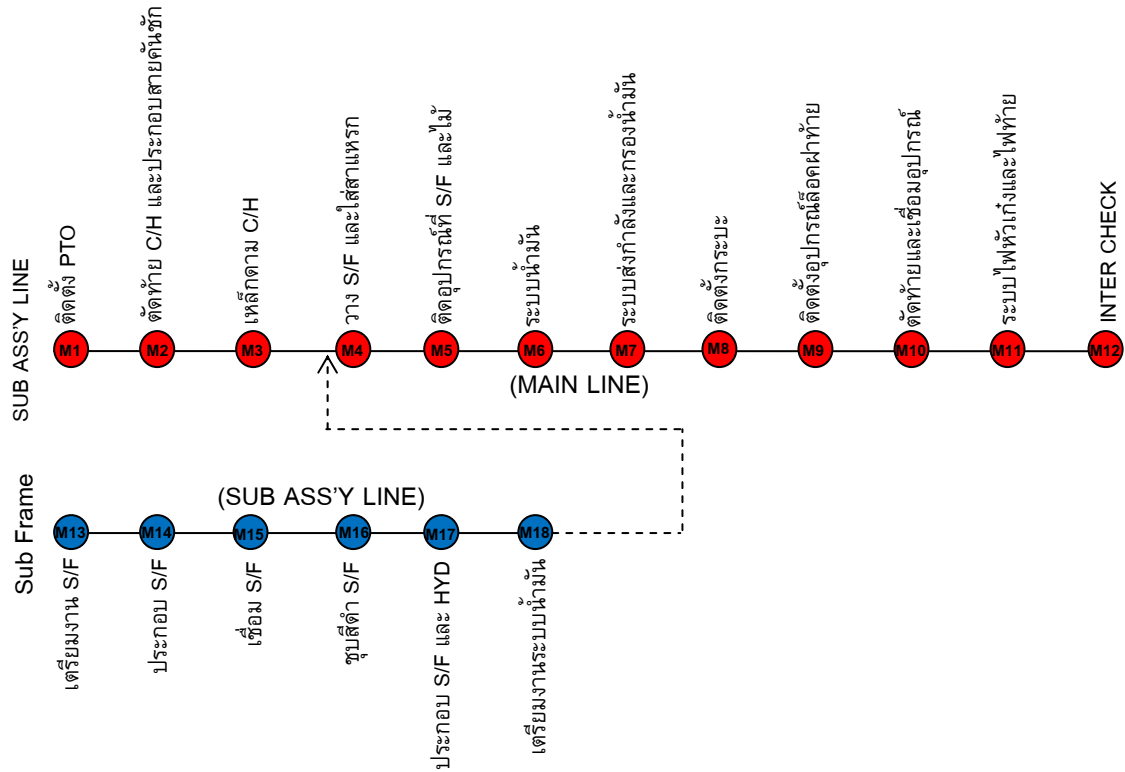 SUB ASS'Y LINE
ติดตั้ง PTO
ตัดท้าย C/H และประกอบสายคันชัก
เหล็กดาม C/H
วาง S/F และใส่สาแหรก
ติดอุปกรณ์ที่ S/F และไม้
ระบบน้ำมัน
ระบบส่งกำลังและกรองน้ำมัน
ติดตั้งกระบะ
ติดตั้งอุปกรณ์ล็อคฝาท้าย
ตัดท้ายและเชื่อมอุปกรณ์
ระบบไฟหัวเก๋งและไฟท้าย
INTER CHECK
M1
M2
M3
M4
M5
M6
M7
M8
M9
M10
M11
M12
(MAIN LINE)
Sub Frame
(SUB ASS'Y LINE)
M13
M14
M15
M16
M17
M18
เตรียมงาน S/F
ประกอบ S/F
เชื่อม S/F
ชุบสีดำ S/F
ประกอบ S/F และ HYD
เตรียมงานระบบน้ำมัน